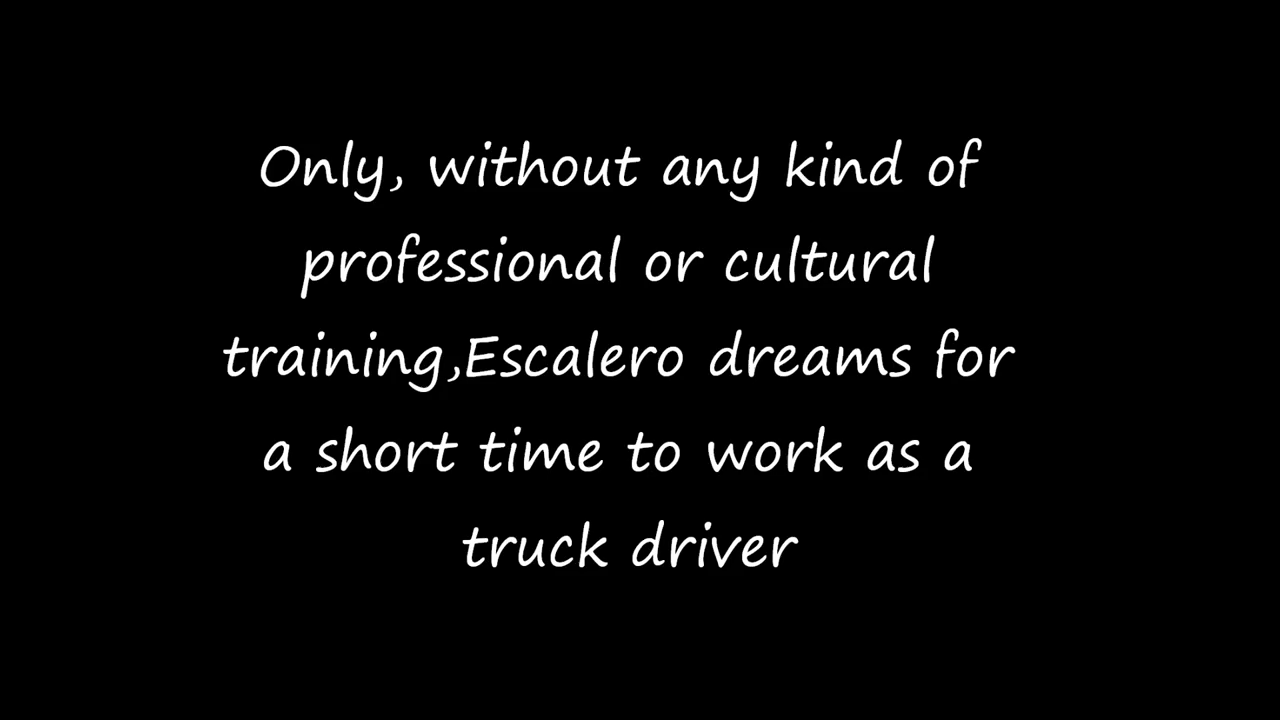 Only, without any kind of
professional or cultural
training,Escalero dreams for
a short time to work as a
truck driver